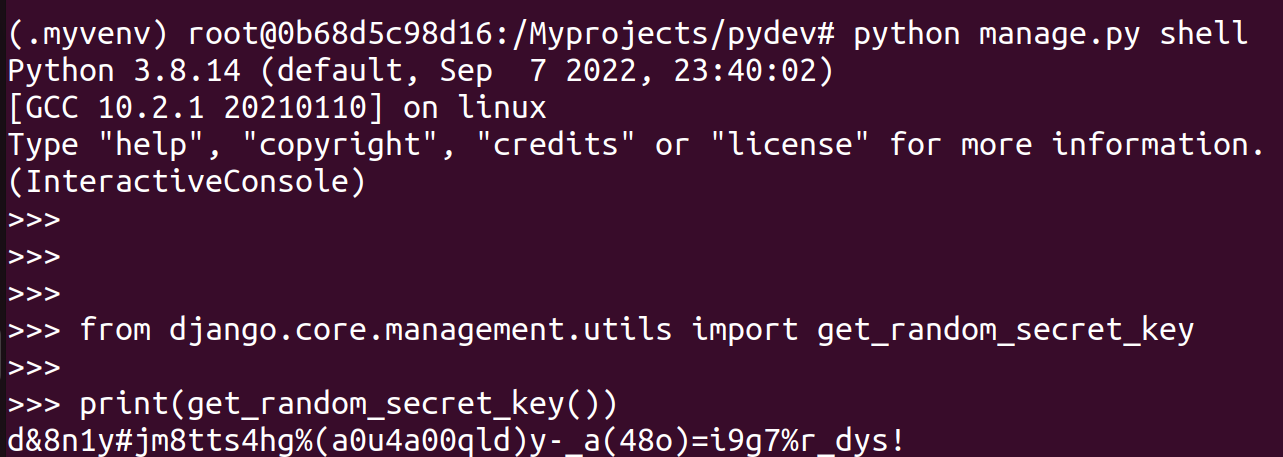 (.myvenv) root@0b68d5c98d16:/Myprojects/pydev# python manage.py shell
Python 3.8.14 (default, Sep  7 2022, 23:40:02)
[GCC 10.2.1 20210110] on linux
Type "help", "copyright", "credits" or "license" for more information.
(InteractiveConsole)
>>>
>>>
>>>
>>> from django.core.management.utils import get_random_secret_key
>>>
>>> print(get_random_secret_key())
d&8n1y#jm8tts4hg%(a0u4a00qld)y-_a(48o)=i9g7%r_dys!